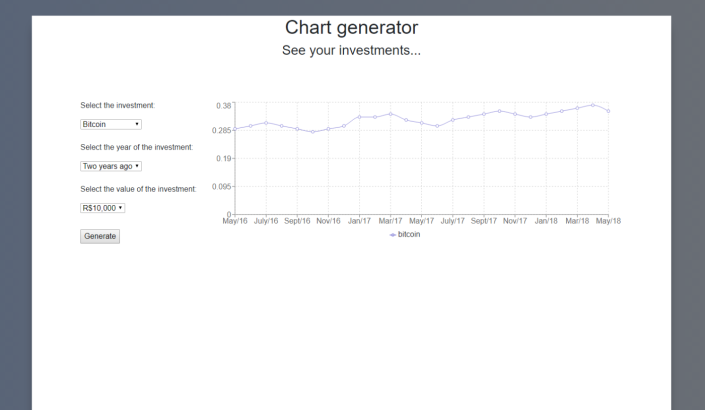 Chart generator
See your investments...
Select the investment:
Bitcoin
Select the year of the investment:
Two years ago
Select the value of the investment:
R$10,000
Generate
0.38
0.285
0.19
0.095
0
May/16 July/16 Sept/16 Nov/16 Jan/17 Mar/17 May/17 July/17 Sept/17 Nov/17 Jan/18 Mar/18 May/18
bitcoin